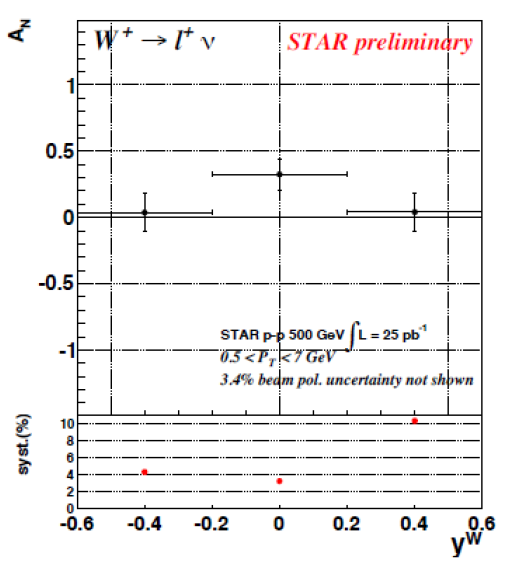 A_N
W⁺ → l⁺ ν
STAR preliminary
1
0.5
0
-0.5
-1
STAR p-p 500 GeV ∫L = 25 pb⁻¹
0.5 < P_T < 7 GeV
3.4% beam pol. uncertainty not shown
syst.(%)
10
8
6
4
2
0
-0.6 -0.4 -0.2 0 0.2 0.4 0.6
y^W